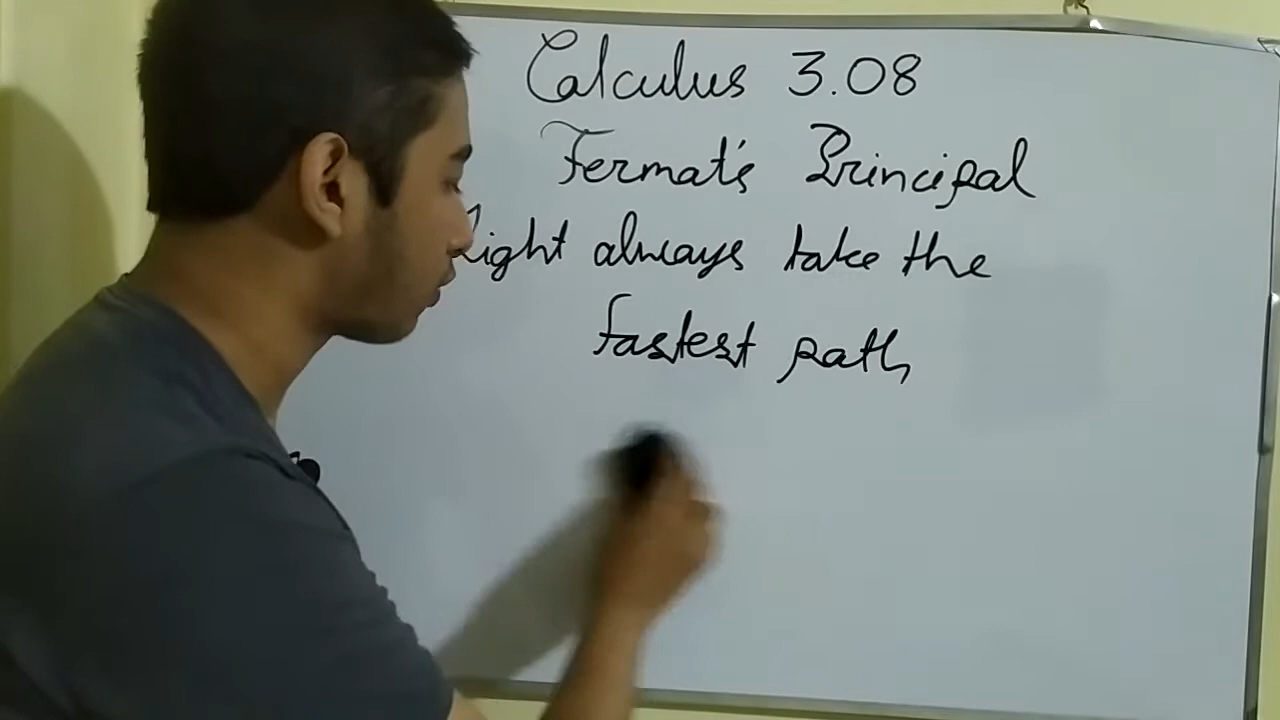 Calculus 3.08
Fermat's Principal
Light always take the
fastest path